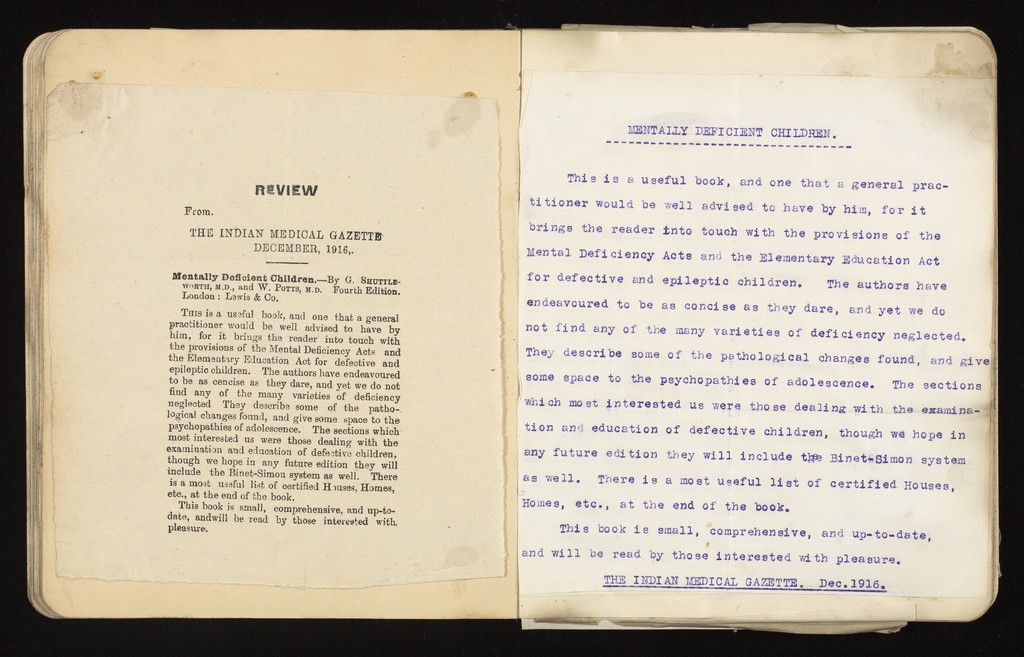 REVIEW
From.
THE INDIAN MEDICAL GAZETTE
DECEMBER, 1916,.
Mentally Deficient Children.—By G. SHUTTLE-
WORTH, M.D., and W. POTTS, M.D. Fourth Edition.
London : Lewis & Co.
THIS is a useful book, and one that a general
practitioner would be well advised to have by
him, for it brings the reader into touch with
the provisions of the Mental Deficiency Acts and
the Elementary Education Act for defective and
epileptic children. The authors have endeavoured
to be as cencise as they dare, and yet we do not
find any of the many varieties of deficiency
neglected They describe some of the patho-
logical changes found, and give some space to the
psychopathies of adolescence. The sections which
most interested us were those dealing with the
examination and education of defective children,
though we hope in any future edition they will
include the Binet-Simon system as well. There
is a most useful list of certified Houses, Homes,
etc., at the end of the book.
This book is small, comprehensive, and up-to-
date, andwill be read by those interested with
pleasure.
MENTALLY DEFICIENT CHILDREN.
This is a useful book, and one that a general prac-
titioner would be well advised to have by him, for it
brings the reader into touch with the provisions of the
Mental Deficiency Acts and the Elementary Education Act
for defective and epileptic children. The authors have
endeavoured to be as concise as they dare, and yet we do
not find any of the many varieties of deficiency neglected.
They describe some of the pathological changes found, and give
some space to the psychopathies of adolescence. The sections
which most interested us were those dealing with the examina-
tion and education of defective children, though we hope in
any future edition they will include the Binet-Simon system
as well. There is a most useful list of certified Houses,
Homes, etc., at the end of the book.
This book is small, comprehensive, and up-to-date,
and will be read by those interested with pleasure.
THE INDIAN MEDICAL GAZETTE. Dec.1916.